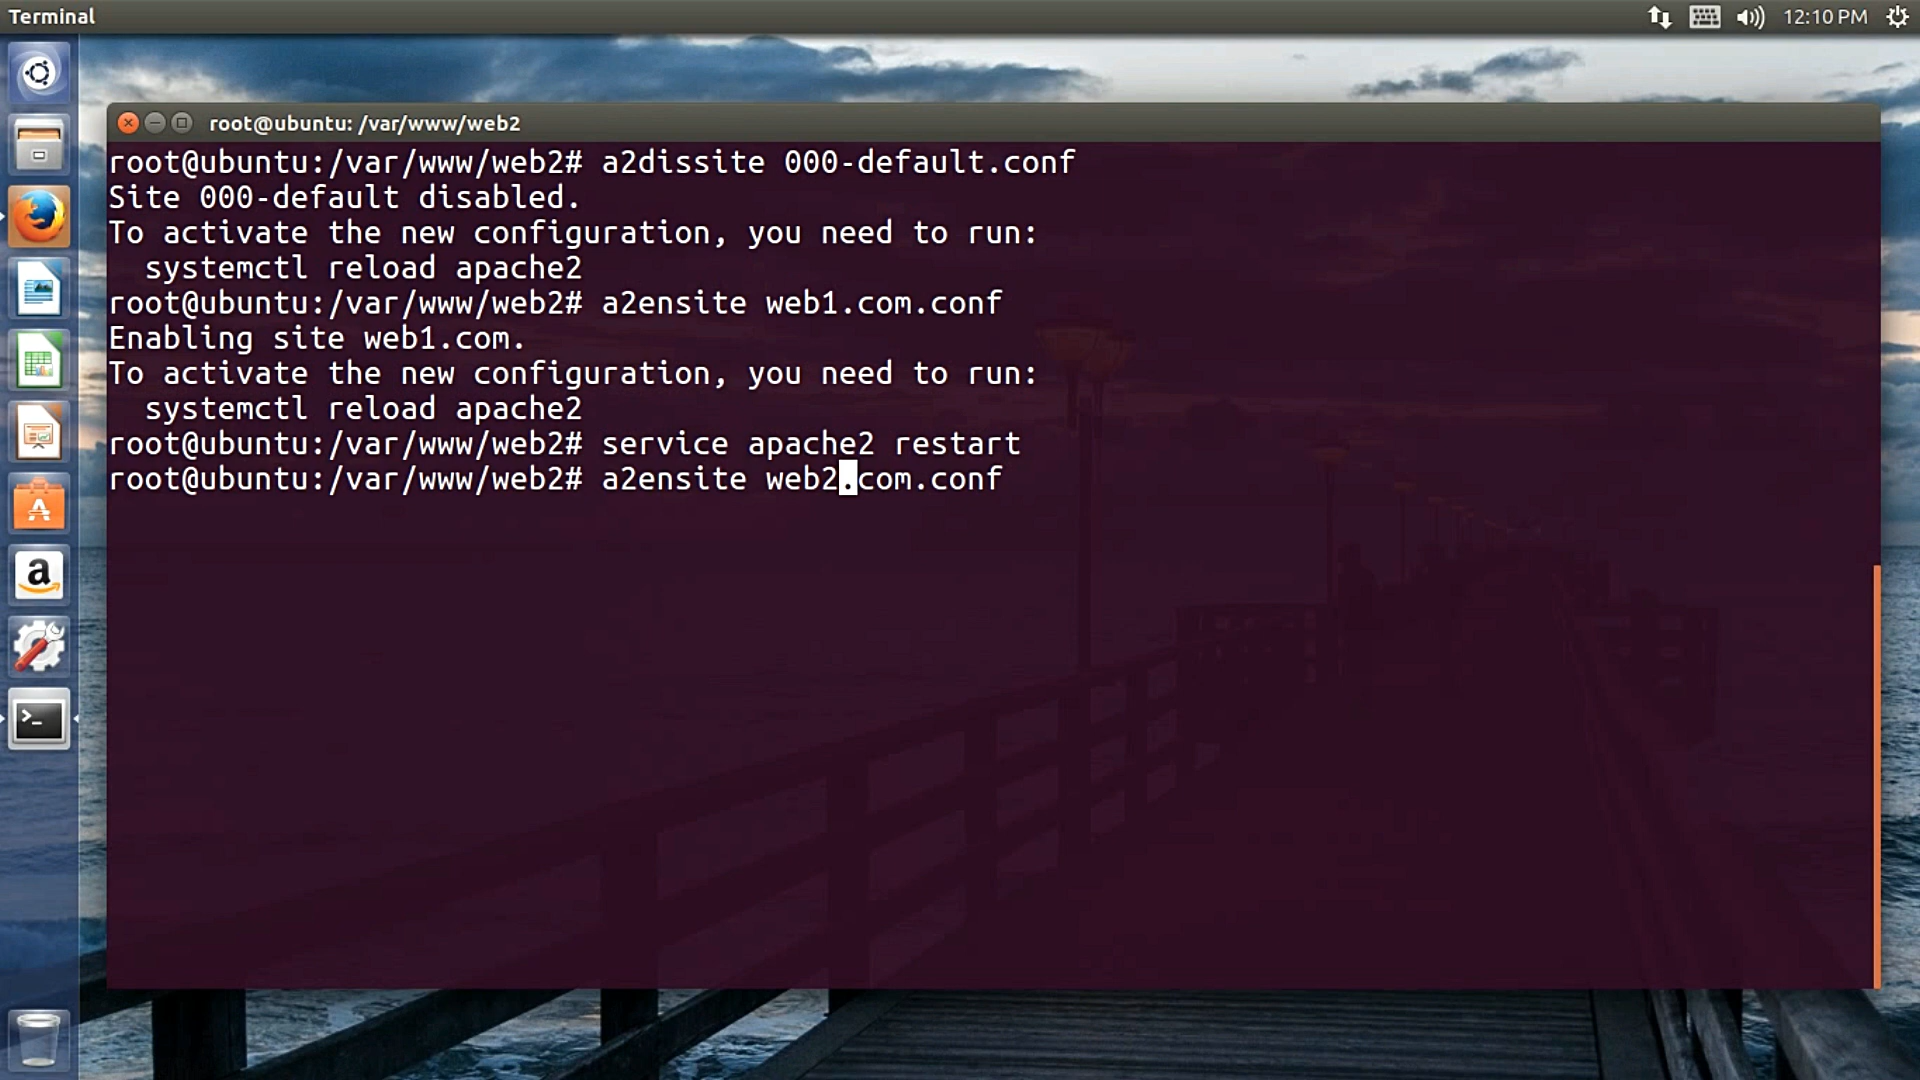 Terminal
12:10 PM
root@ubuntu: /var/www/web2
root@ubuntu:/var/www/web2# a2dissite 000-default.conf
Site 000-default disabled.
To activate the new configuration, you need to run:
  systemctl reload apache2
root@ubuntu:/var/www/web2# a2ensite web1.com.conf
Enabling site web1.com.
To activate the new configuration, you need to run:
  systemctl reload apache2
root@ubuntu:/var/www/web2# service apache2 restart
root@ubuntu:/var/www/web2# a2ensite web2.com.conf